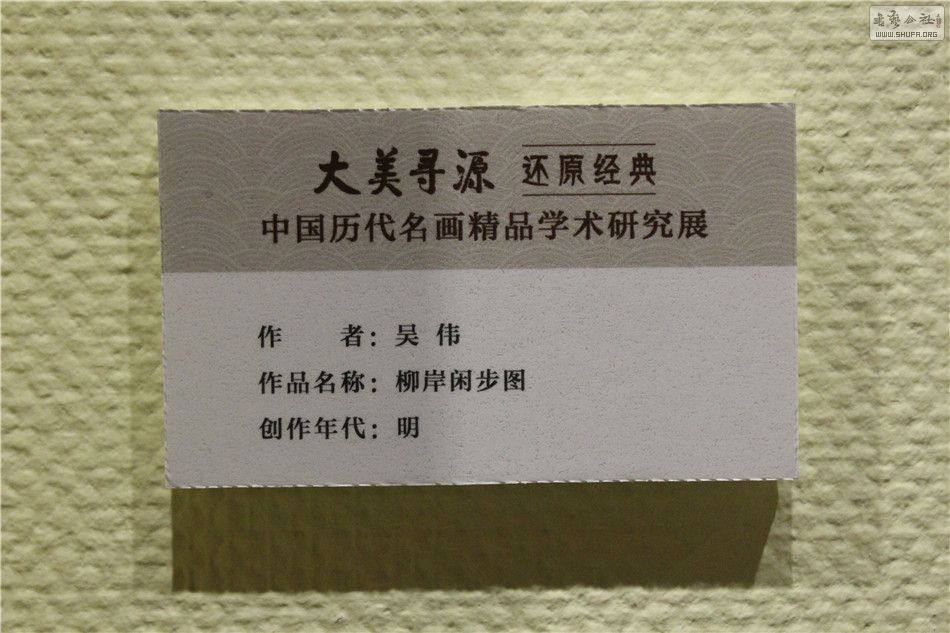 書藝公社
WWW.SHUFA.ORG
大美寻源 还原经典
中国历代名画精品学术研究展
作 者：吴 伟
作品名称：柳岸闲步图
创作年代：明